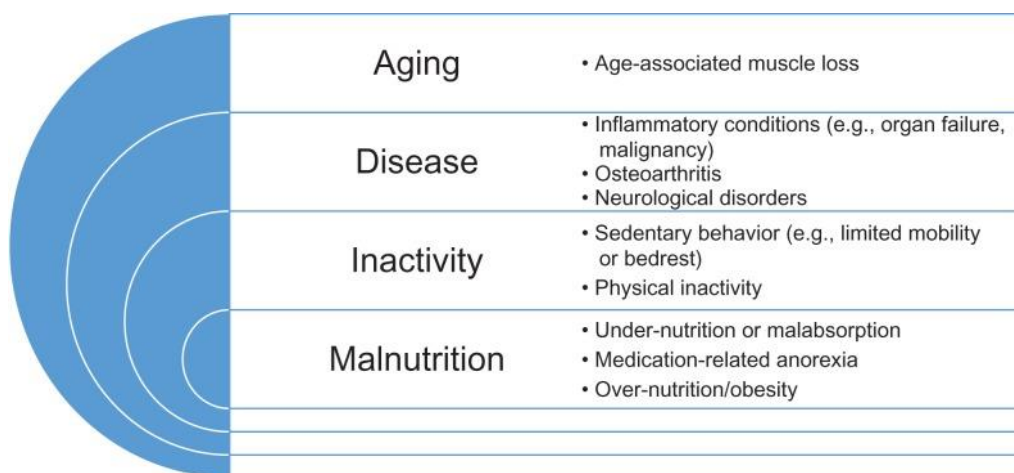 Aging
• Age-associated muscle loss
Disease
• Inflammatory conditions (e.g., organ failure,
malignancy)
• Osteoarthritis
• Neurological disorders
Inactivity
• Sedentary behavior (e.g., limited mobility
or bedrest)
• Physical inactivity
Malnutrition
• Under-nutrition or malabsorption
• Medication-related anorexia
• Over-nutrition/obesity